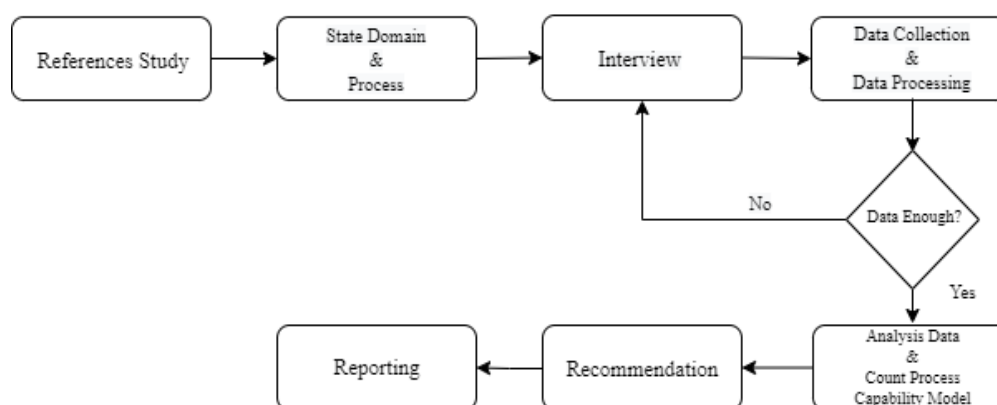 References Study
State Domain
&
Process
Interview
Data Collection
&
Data Processing
Data Enough?
No
Yes
Analysis Data
&
Count Process
Capability Model
Recommendation
Reporting